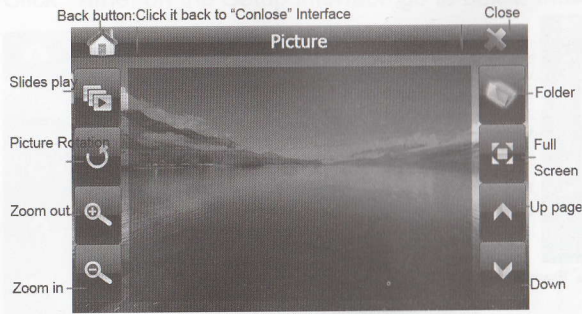 Back button:Click it back to “Conlose” Interface
Close
Picture
Slides play
Folder
Picture Rotation
Full
Screen
Zoom out
Up page
Zoom in
Down